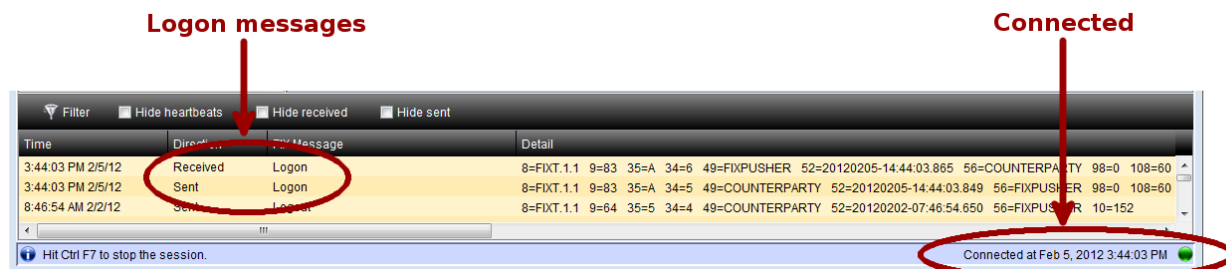 Logon messages Connected
Filter Hide heartbeats Hide received Hide sent
Time Direction FIX Message Detail
3:44:03 PM 2/5/12 Received Logon 8=FIXT.1.1 9=83 35=A 34=6 49=FIXPUSHER 52=20120205-14:44:03.865 56=COUNTERPARTY 98=0 108=60
3:44:03 PM 2/5/12 Sent Logon 8=FIXT.1.1 9=83 35=A 34=5 49=COUNTERPARTY 52=20120205-14:44:03.849 56=FIXPUSHER 98=0 108=60
8:46:54 AM 2/2/12 Sent Logout 8=FIXT.1.1 9=64 35=5 34=4 49=COUNTERPARTY 52=20120202-07:46:54.650 56=FIXPUSHER 10=152
Hit Ctrl F7 to stop the session. Connected at Feb 5, 2012 3:44:03 PM